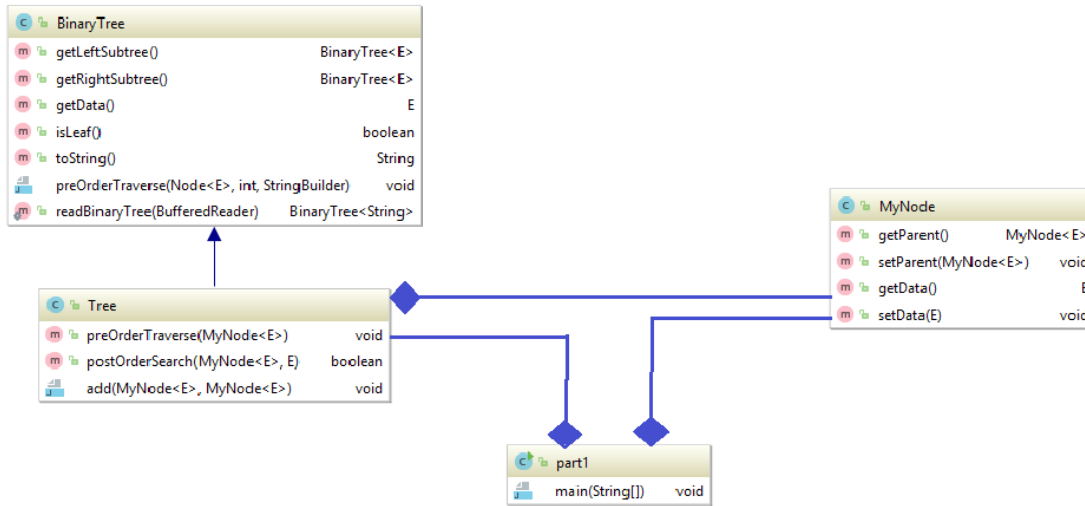 BinaryTree
getLeftSubtree() BinaryTree<E>
getRightSubtree() BinaryTree<E>
getData() E
isLeaf() boolean
toString() String
preOrderTraverse(Node<E>, int, StringBuilder) void
readBinaryTree(BufferedReader) BinaryTree<String>
MyNode
getParent() MyNode<E>
setParent(MyNode<E>) void
getData() E
setData(E) void
Tree
preOrderTraverse(MyNode<E>) void
postOrderSearch(MyNode<E>, E) boolean
add(MyNode<E>, MyNode<E>) void
part1
main(String[]) void